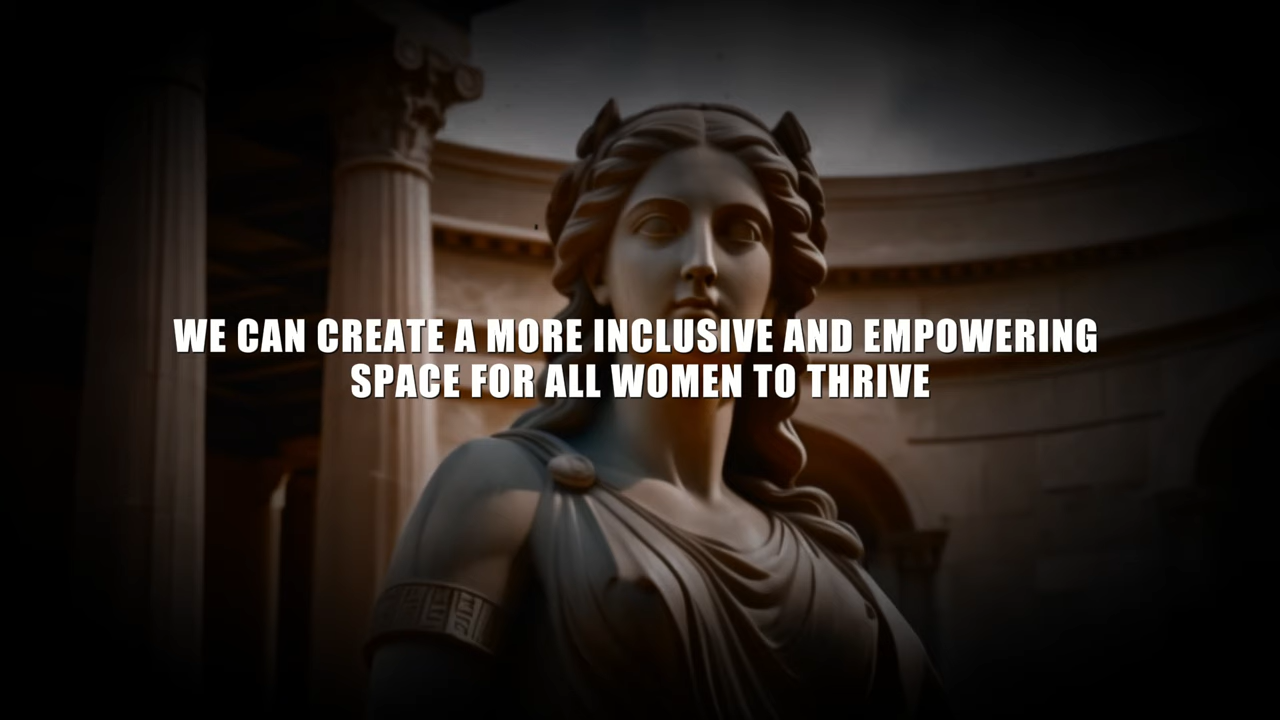 WE CAN CREATE A MORE INCLUSIVE AND EMPOWERING
SPACE FOR ALL WOMEN TO THRIVE